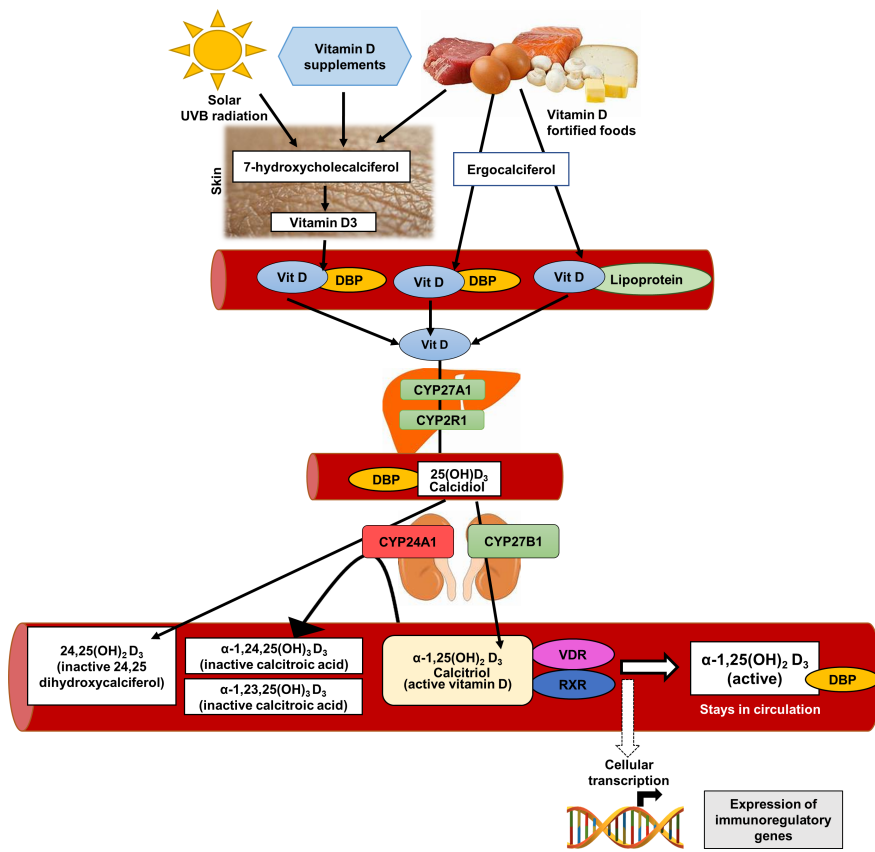 Vitamin D
supplements
Solar
UVB radiation
Vitamin D
fortified foods
Skin
7-hydroxycholecalciferol
Ergocalciferol
Vitamin D3
Vit D
DBP
Vit D
DBP
Vit D
Lipoprotein
Vit D
CYP27A1
CYP2R1
DBP
25(OH)D₃
Calcidiol
CYP24A1
CYP27B1
24,25(OH)₂ D₃
(inactive 24,25
dihydroxycalciferol)
α-1,24,25(OH)₃ D₃
(inactive calcitroic acid)
α-1,23,25(OH)₃ D₃
(inactive calcitroic acid)
α-1,25(OH)₂ D₃
Calcitriol
(active vitamin D)
VDR
RXR
α-1,25(OH)₂ D₃
(active)
DBP
Stays in circulation
Cellular
transcription
Expression of
immunoregulatory
genes